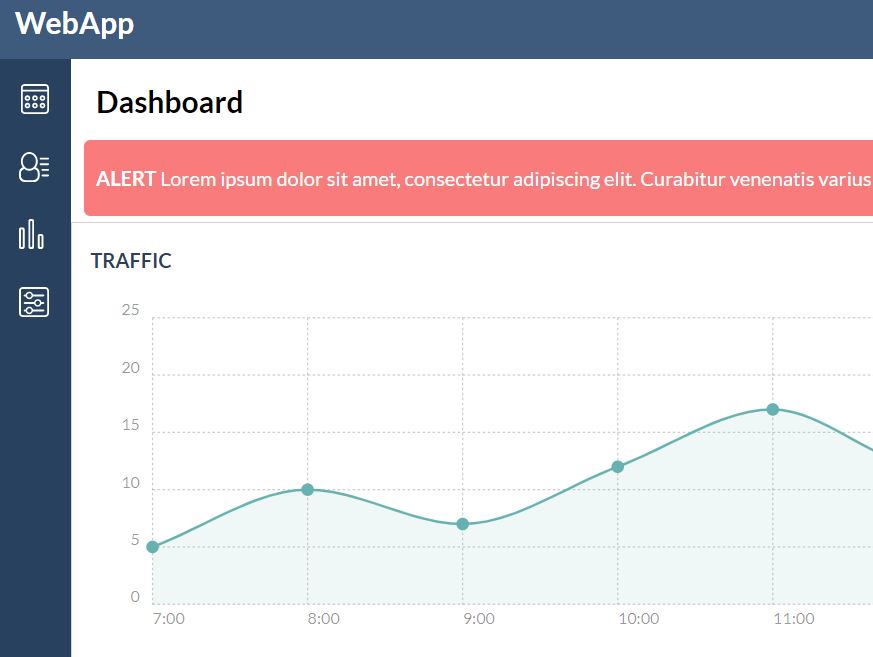 WebApp
Dashboard
ALERT Lorem ipsum dolor sit amet, consectetur adipiscing elit. Curabitur venenatis varius
TRAFFIC
25
20
15
10
5
0
7:00 8:00 9:00 10:00 11:00